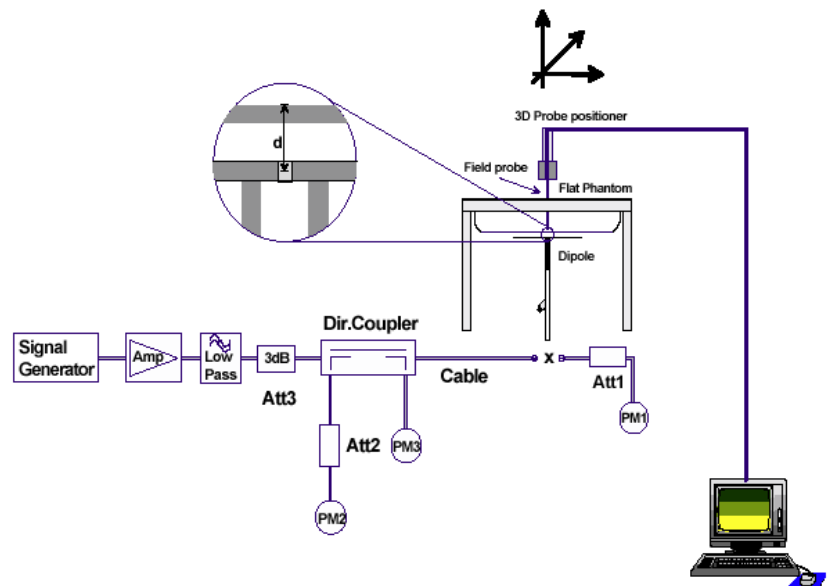 d
3D Probe positioner
Field probe
Flat Phantom
Dipole
Dir.Coupler
Signal
Generator
Amp
Low
Pass
3dB
Att3
Cable
x
Att1
PM1
Att2
PM3
PM2